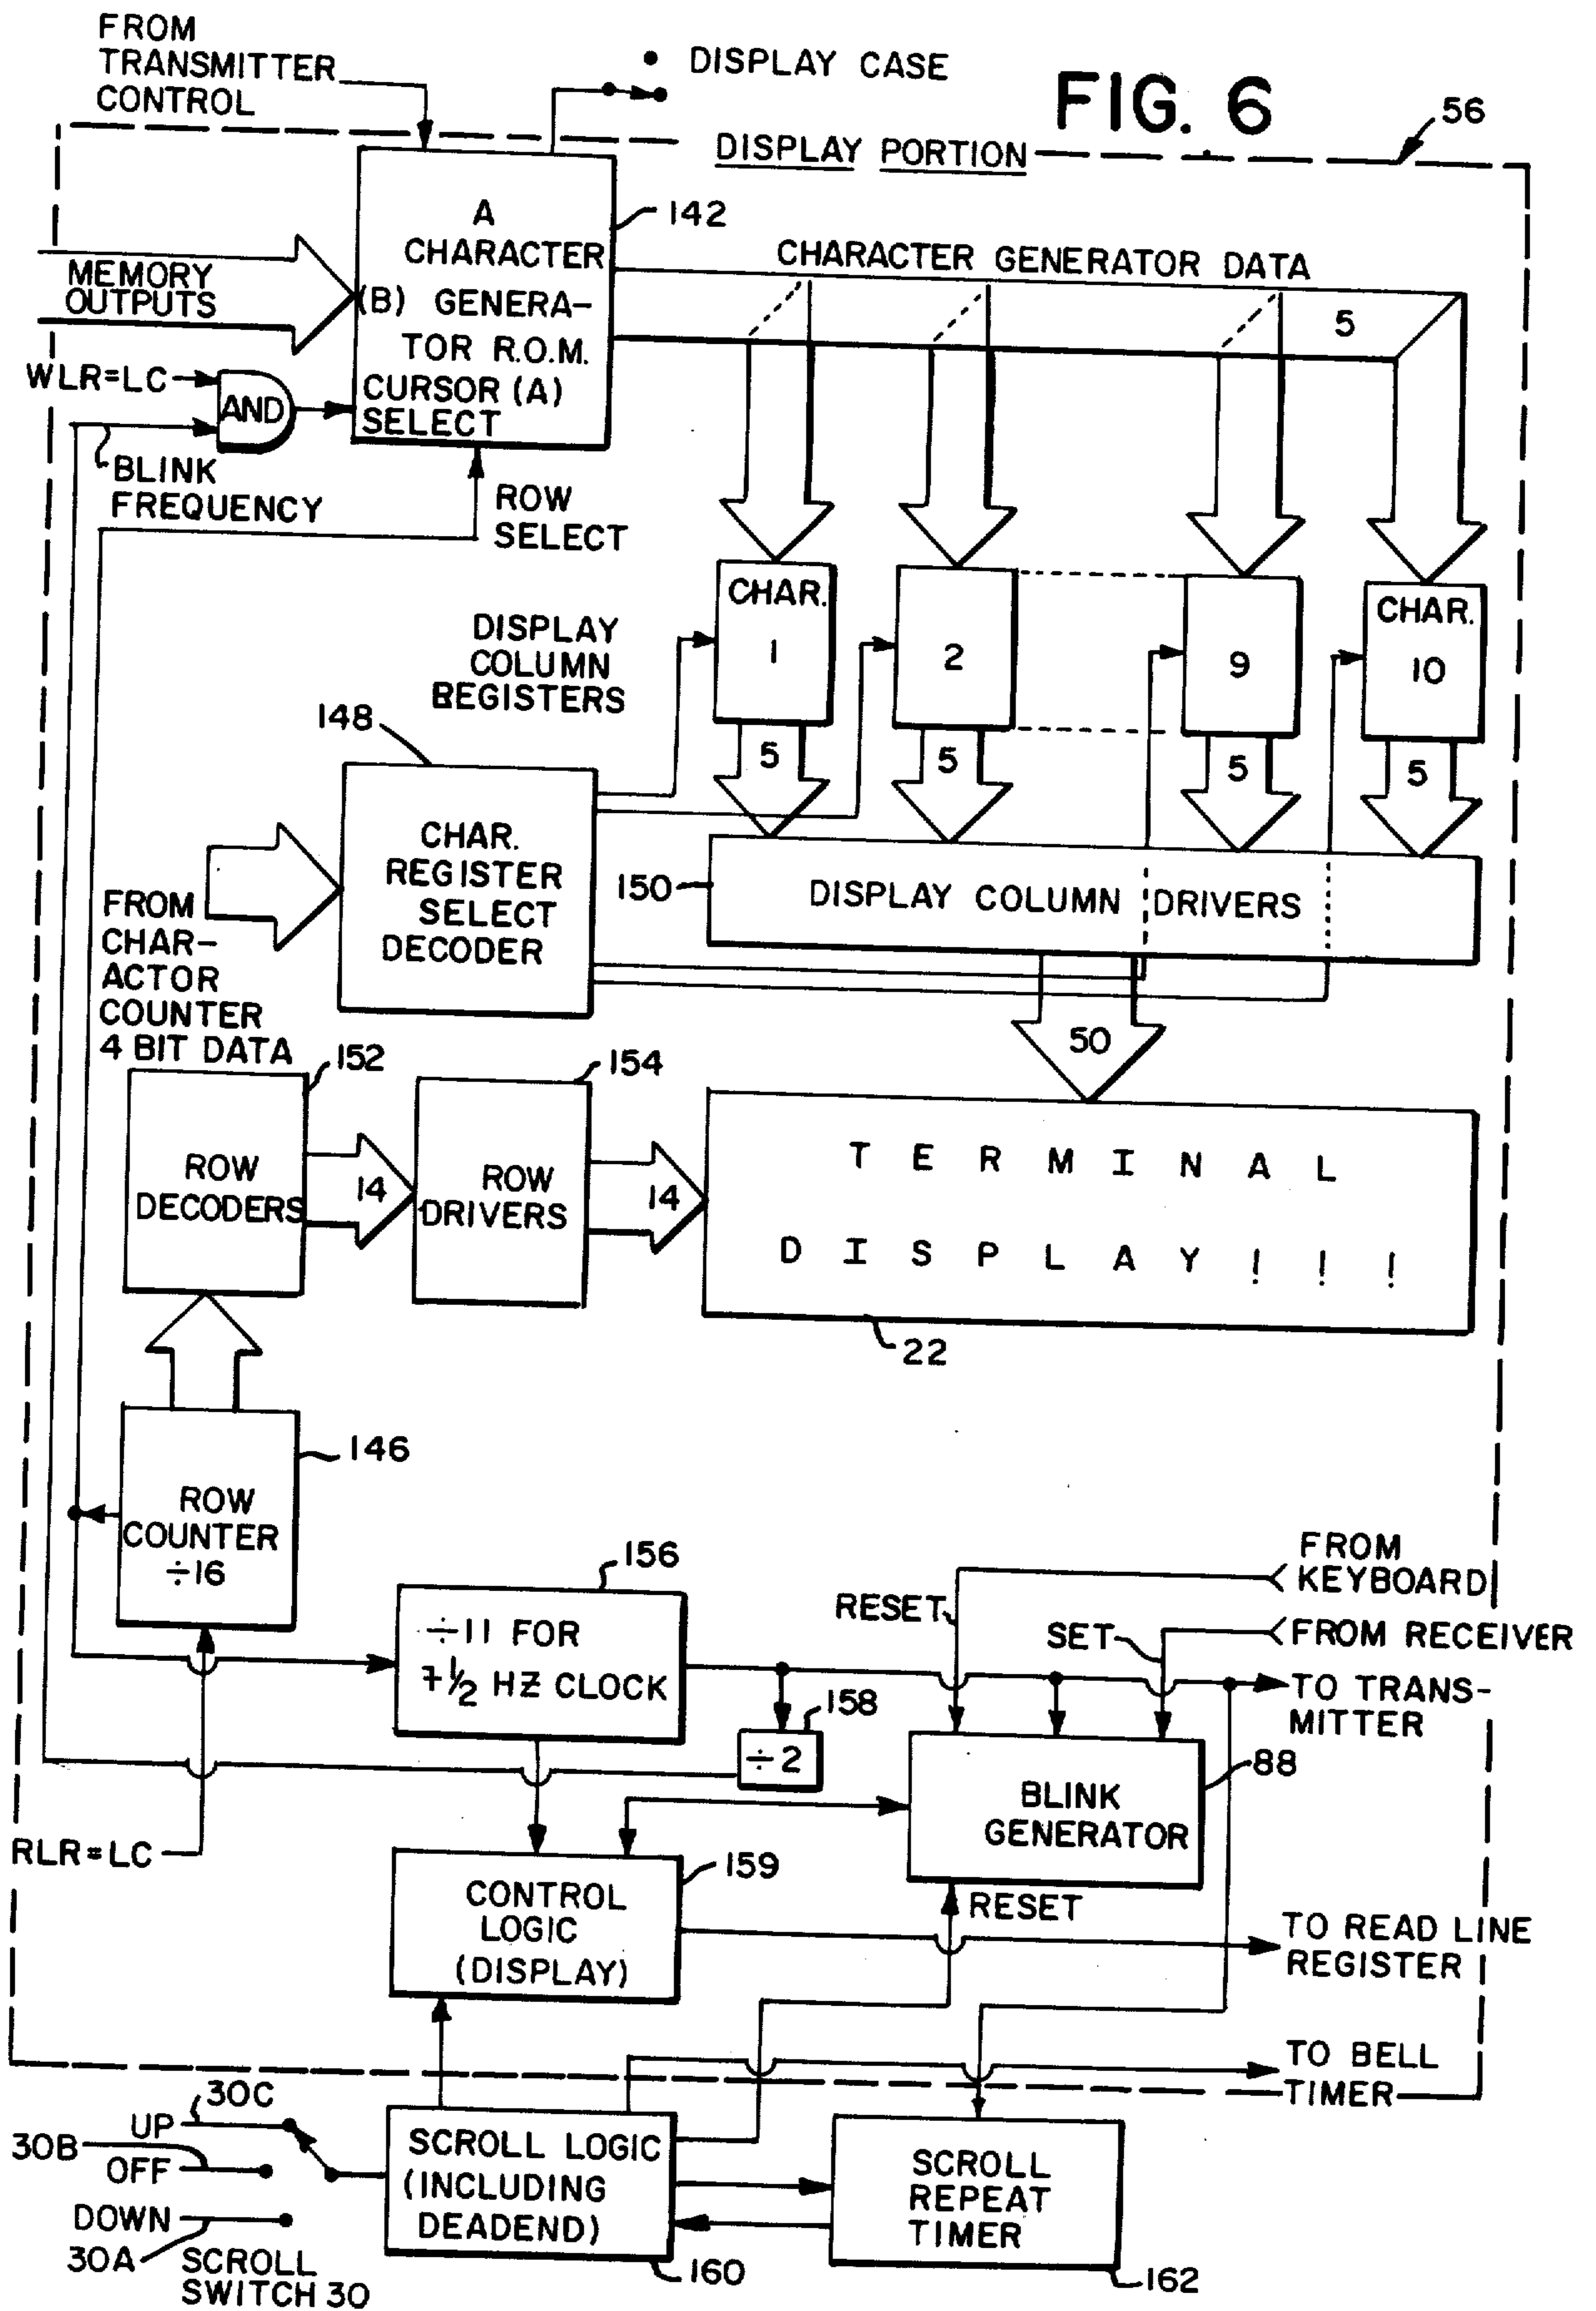 FROM
TRANSMITTER
CONTROL
DISPLAY CASE
FIG. 6
56
DISPLAY PORTION
142
A
CHARACTER
(B) GENERA-
TOR R.O.M.
CURSOR (A)
SELECT
MEMORY
OUTPUTS
CHARACTER GENERATOR DATA
5
WLR=LC
AND
BLINK
FREQUENCY
ROW
SELECT
DISPLAY
COLUMN
REGISTERS
CHAR.
1
2
9
CHAR.
10
5
5
5
5
148
CHAR.
REGISTER
SELECT
DECODER
150
DISPLAY COLUMN DRIVERS
FROM
CHAR-
ACTOR
COUNTER
4 BIT DATA
50
152
154
ROW
DECODERS
14
ROW
DRIVERS
14
TERMINAL
DISPLAY!!!
22
146
ROW
COUNTER
÷16
156
÷11 FOR
7½ HZ CLOCK
FROM
KEYBOARD
RESET
SET
FROM RECEIVER
TO TRANS-
MITTER
158
÷2
88
BLINK
GENERATOR
RLR=LC
159
CONTROL
LOGIC
(DISPLAY)
RESET
TO READ LINE
REGISTER
TO BELL
TIMER
30C
UP
30B
OFF
DOWN
30A
SCROLL
SWITCH 30
SCROLL LOGIC
(INCLUDING
DEADEND)
160
SCROLL
REPEAT
TIMER
162